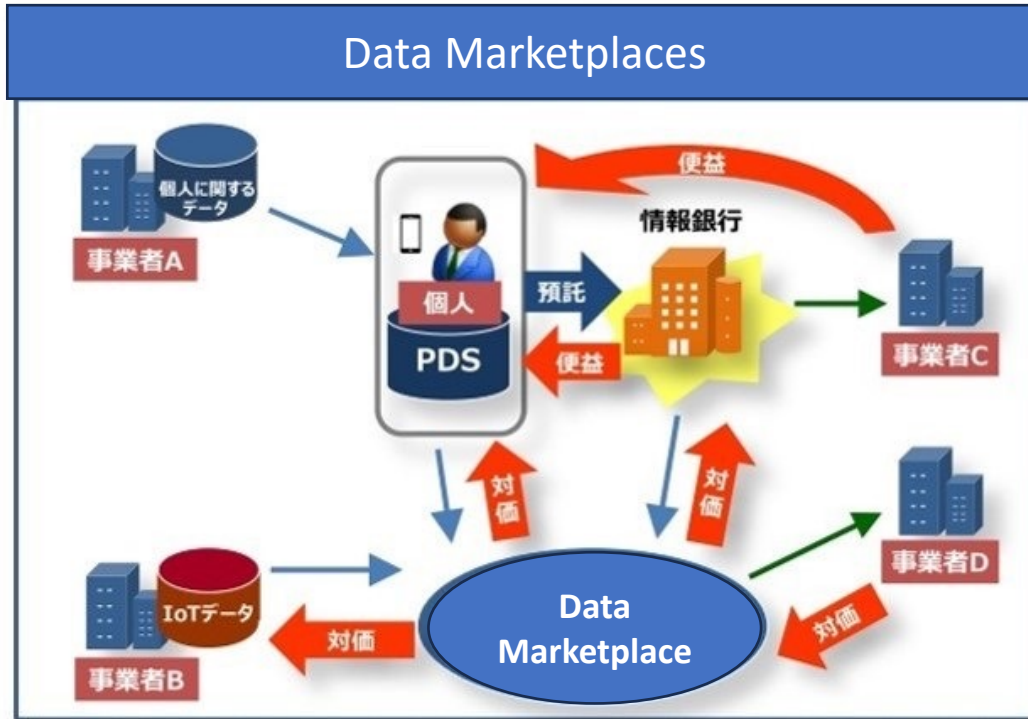 Data Marketplaces
個人に関する
データ
事業者A
個人
PDS
預託
便益
情報銀行
便益
事業者C
対価
対価
事業者D
IoTデータ
事業者B
対価
Data
Marketplace
対価